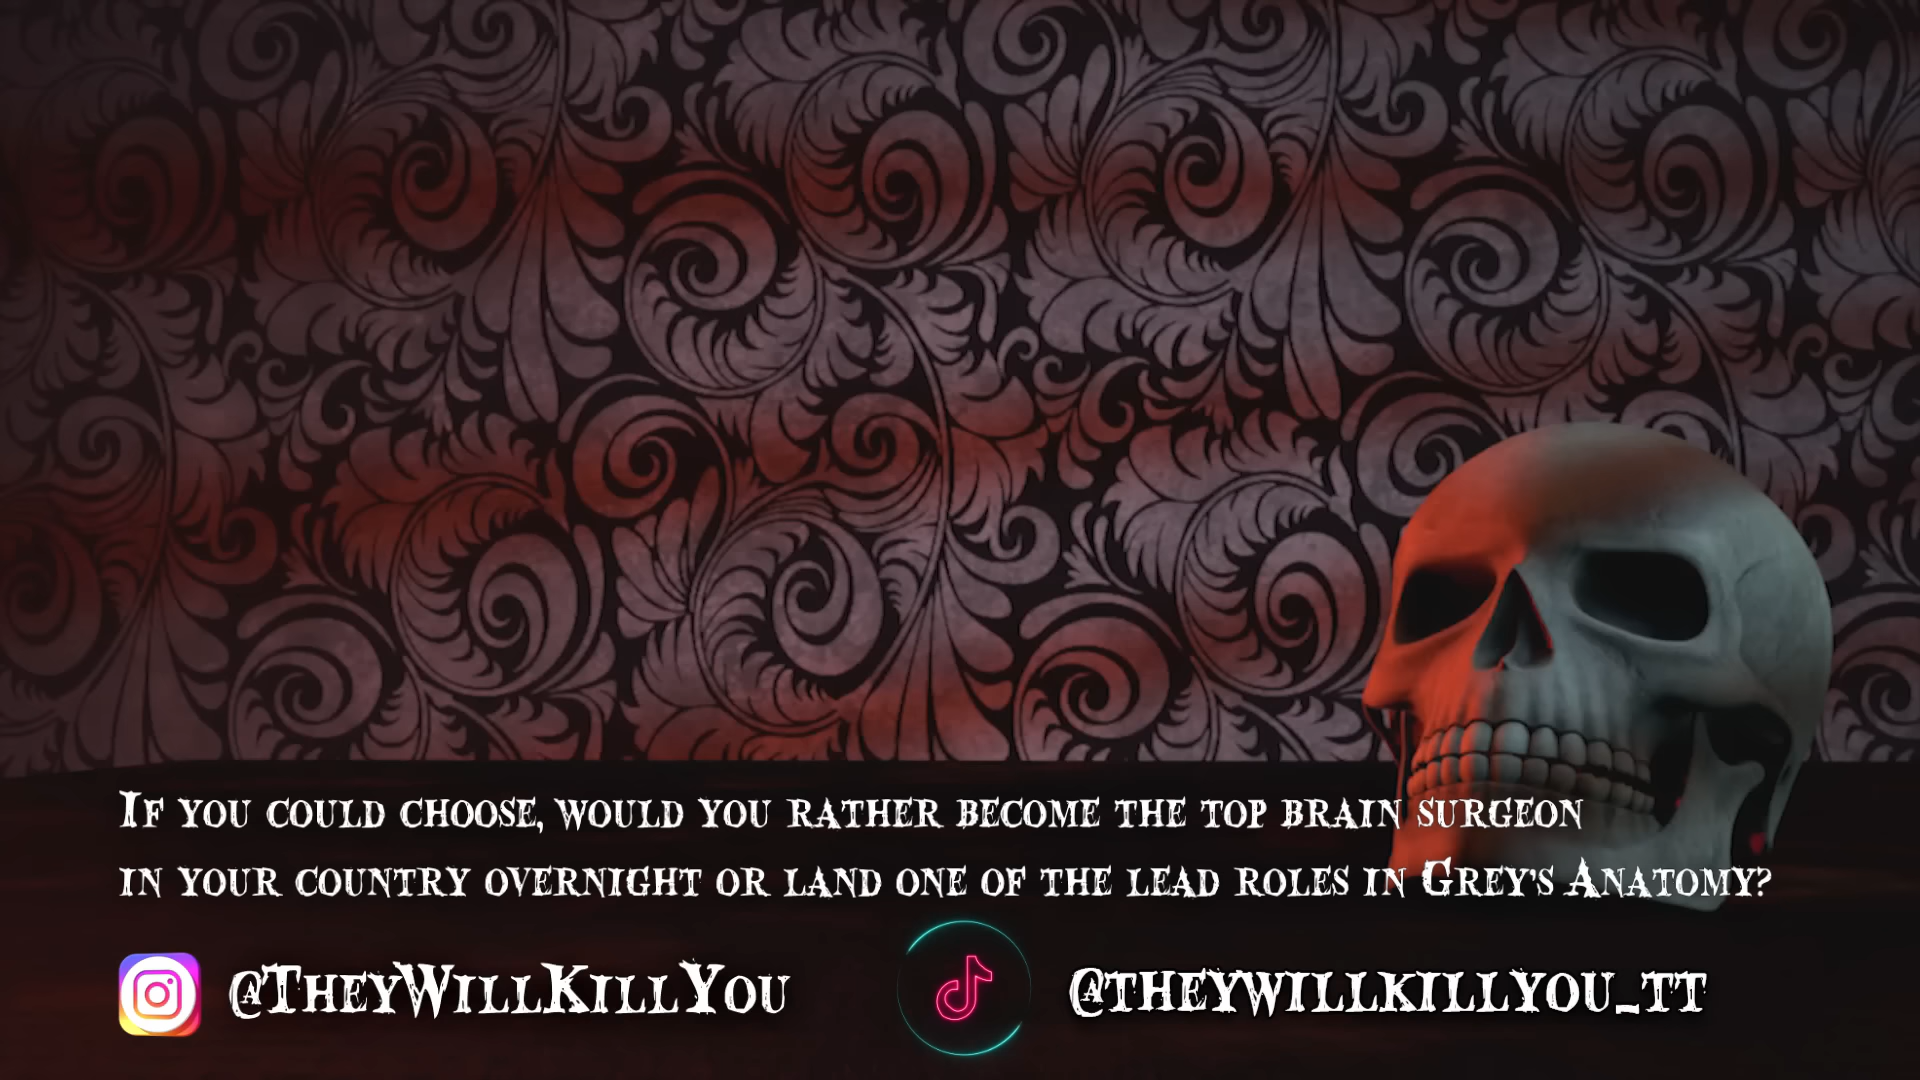 If you could choose, would you rather become the top brain surgeon
in your country overnight or land one of the lead roles in Grey's Anatomy?
@TheyWillKillYou @theywillkillyou_tt